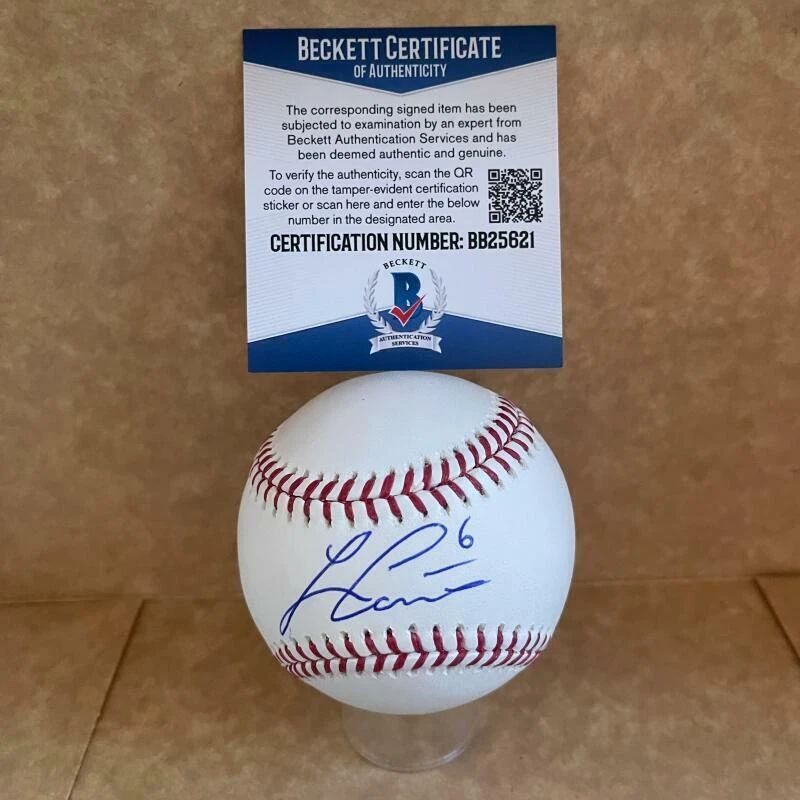 BECKETT CERTIFICATE
OF AUTHENTICITY
The corresponding signed item has been
subjected to examination by an expert from
Beckett Authentication Services and has
been deemed authentic and genuine.
To verify the authenticity, scan the QR
code on the tamper-evident certification
sticker or scan here and enter the below
number in the designated area.
CERTIFICATION NUMBER: BB25621
BECKETT
B
AUTHENTICATION
SERVICES
6